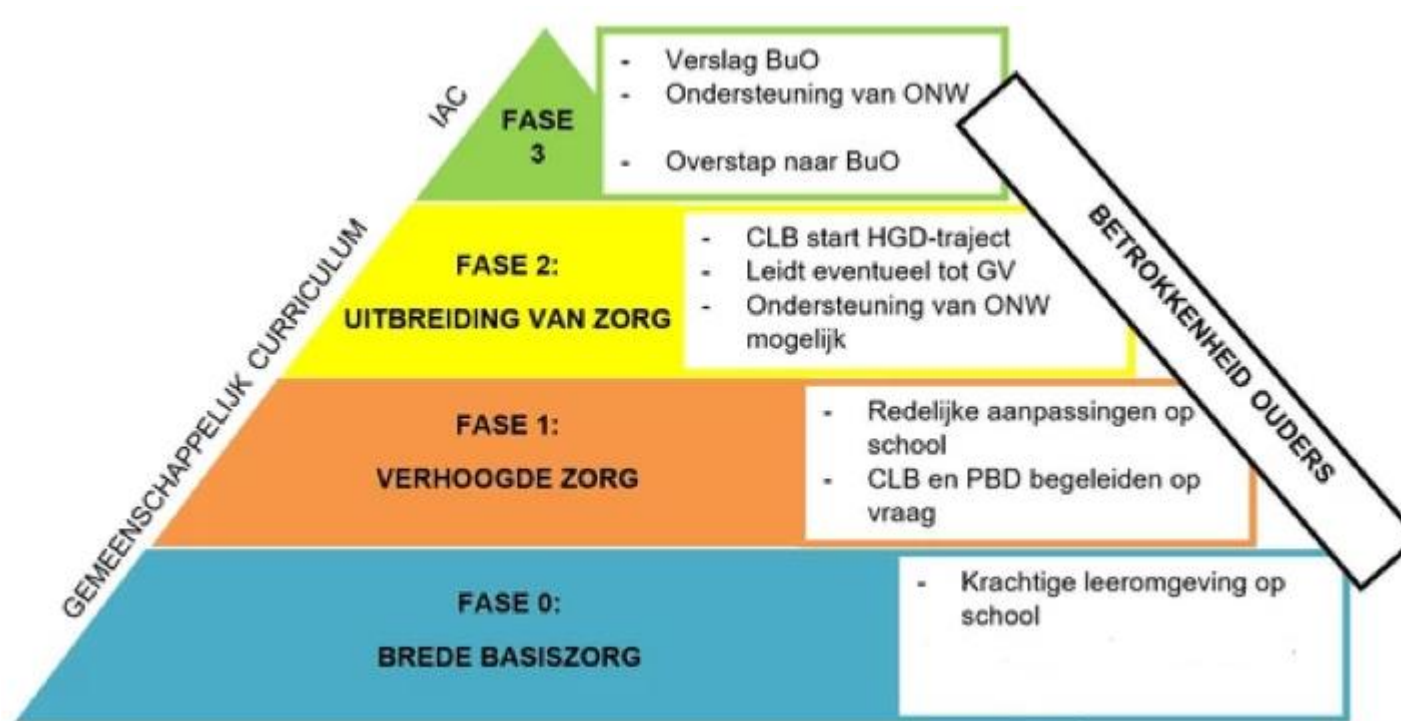 IAC
GEMEENSCHAPPELIJK CURRICULUM
FASE
3
- Verslag BuO
- Ondersteuning van ONW
- Overstap naar BuO
FASE 2:
UITBREIDING VAN ZORG
- CLB start HGD-traject
- Leidt eventueel tot GV
- Ondersteuning van ONW
mogelijk
FASE 1:
VERHOOGDE ZORG
- Redelijke aanpassingen op
school
- CLB en PBD begeleiden op
vraag
FASE 0:
BREDE BASISZORG
- Krachtige leeromgeving op
school
BETROKKENHEID OUDERS